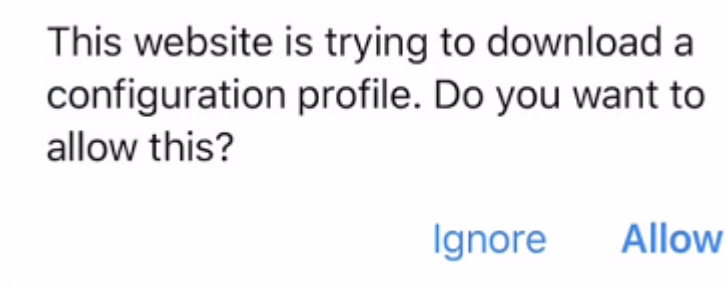 This website is trying to download a
configuration profile. Do you want to
allow this?
Ignore Allow